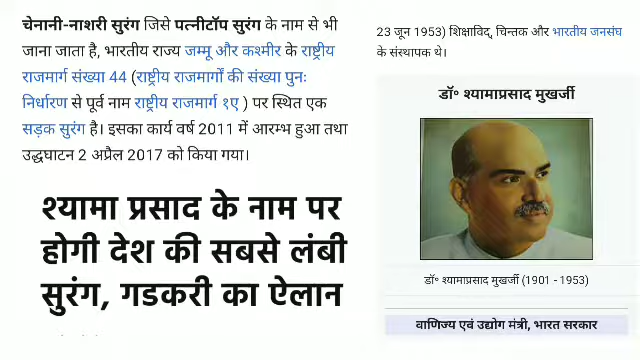 चेनानी-नाशरी सुरंग जिसे पत्नीटॉप सुरंग के नाम से भी
जाना जाता है, भारतीय राज्य जम्मू और कश्मीर के राष्ट्रीय
राजमार्ग संख्या 44 (राष्ट्रीय राजमार्गों की संख्या पुनः
निर्धारण से पूर्व नाम राष्ट्रीय राजमार्ग १ए ) पर स्थित एक
सड़क सुरंग है। इसका कार्य वर्ष 2011 में आरम्भ हुआ तथा
उद्धघाटन 2 अप्रैल 2017 को किया गया।
श्यामा प्रसाद के नाम पर
होगी देश की सबसे लंबी
सुरंग, गडकरी का ऐलान
23 जून 1953) शिक्षाविद्, चिन्तक और भारतीय जनसंघ
के संस्थापक थे।
डॉ॰ श्यामाप्रसाद मुखर्जी
डॉ॰ श्यामाप्रसाद मुखर्जी (1901 - 1953)
वाणिज्य एवं उद्योग मंत्री, भारत सरकार